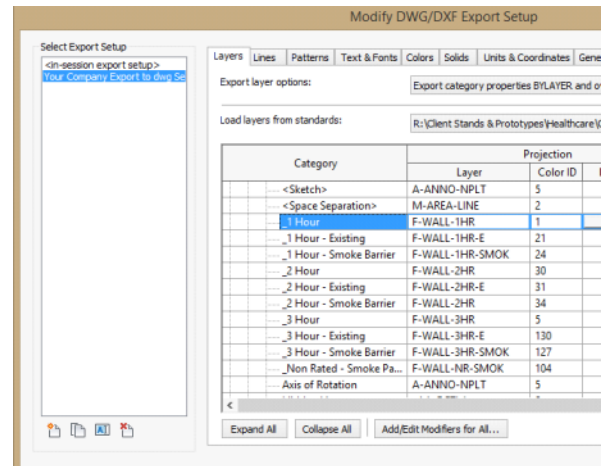 Modify DWG/DXF Export Setup
Select Export Setup
<in-session export setup>
Your Company Export to dwg Se
Layers Lines Patterns Text & Fonts Colors Solids Units & Coordinates Gene
Export layer options: Export category properties BYLAYER and ov
Load layers from standards: R:\Client Stands & Prototypes\Healthcare\C
Category Projection
Layer Color ID
<Sketch> A-ANNO-NPLT 5
<Space Separation> M-AREA-LINE 2
_1 Hour F-WALL-1HR 1
_1 Hour - Existing F-WALL-1HR-E 21
_1 Hour - Smoke Barrier F-WALL-1HR-SMOK 24
_2 Hour F-WALL-2HR 30
_2 Hour - Existing F-WALL-2HR-E 31
_2 Hour - Smoke Barrier F-WALL-2HR 34
_3 Hour F-WALL-3HR 5
_3 Hour - Existing F-WALL-3HR-E 130
_3 Hour - Smoke Barrier F-WALL-3HR-SMOK 127
_Non Rated - Smoke Pa... F-WALL-NR-SMOK 104
Axis of Rotation A-ANNO-NPLT 5
Expand All Collapse All Add/Edit Modifiers for All...